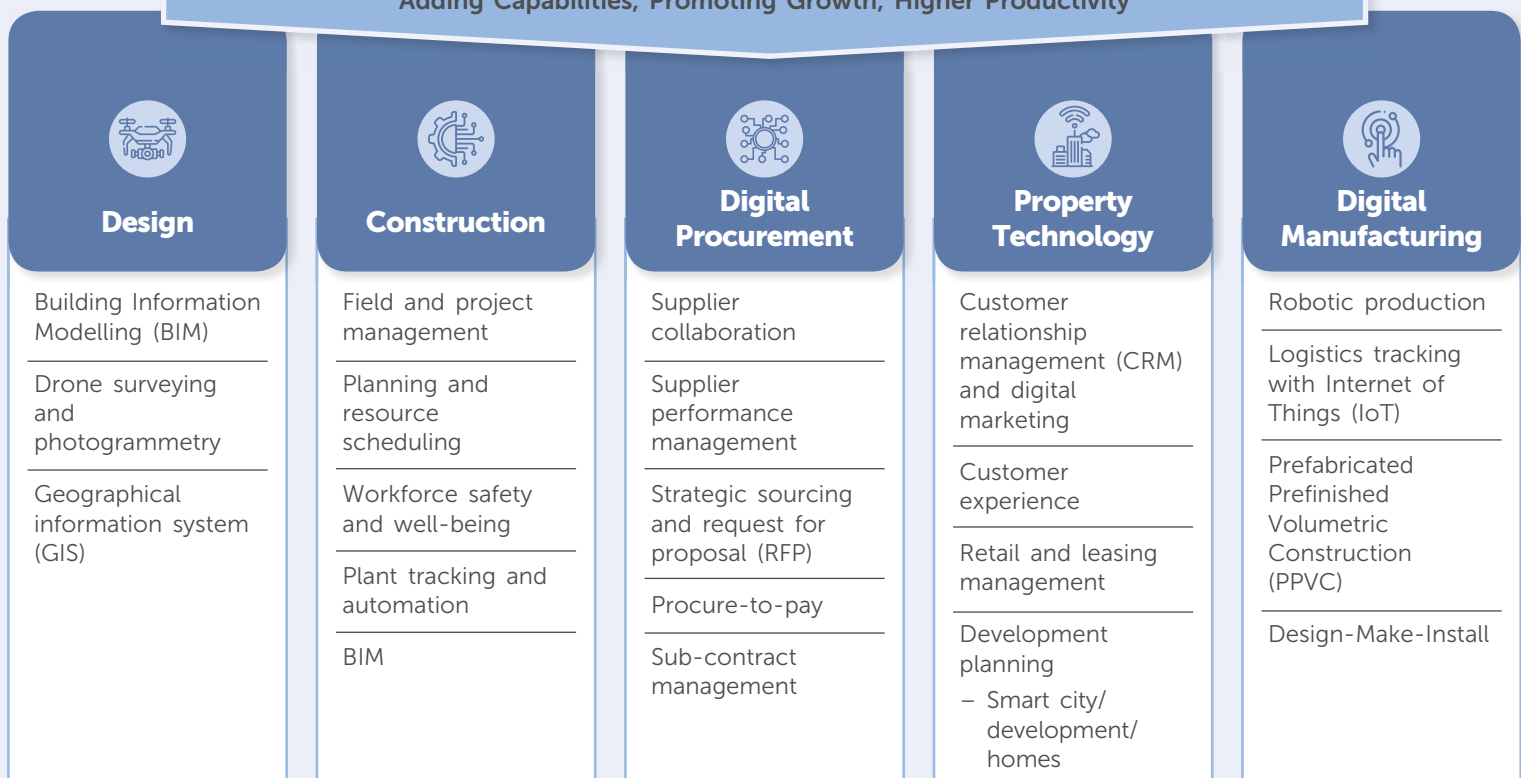 Adding Capabilities, Promoting Growth, Higher Productivity
Design
Building Information
Modelling (BIM)
Drone surveying
and
photogrammetry
Geographical
information system
(GIS)
Construction
Field and project
management
Planning and
resource
scheduling
Workforce safety
and well-being
Plant tracking and
automation
BIM
Digital
Procurement
Supplier
collaboration
Supplier
performance
management
Strategic sourcing
and request for
proposal (RFP)
Procure-to-pay
Sub-contract
management
Property
Technology
Customer
relationship
management (CRM)
and digital
marketing
Customer
experience
Retail and leasing
management
Development
planning
– Smart city/
development/
homes
Digital
Manufacturing
Robotic production
Logistics tracking
with Internet of
Things (IoT)
Prefabricated
Prefinished
Volumetric
Construction
(PPVC)
Design-Make-Install